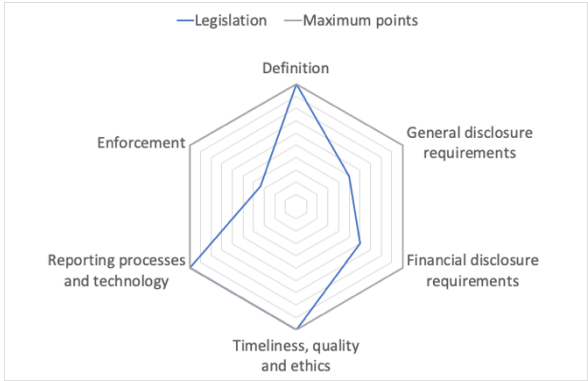 Legislation
Maximum points
Definition
General disclosure
requirements
Enforcement
Reporting processes
and technology
Financial disclosure
requirements
Timeliness, quality
and ethics